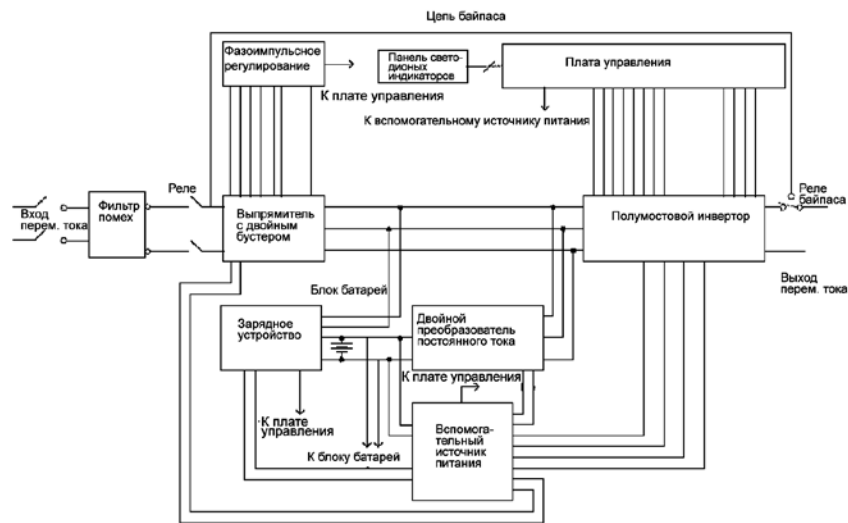 Цепь байпаса
Фазоимпульсное
регулирование
Панель свето-
дионых
индикаторов
Плата управления
К плате управления
К вспомогательному источнику питания
Вход
перем. тока
Фильтр
помех
Реле
Выпрямитель
с двойным
бустером
Полумостовой инвертор
Реле
байпаса
Выход
перем. тока
Блок батарей
Зарядное
устройство
Двойной
преобразователь
постоянного тока
К плате управления
К плате
управления
К блоку батарей
Вспомога-
тельный
источник
питания